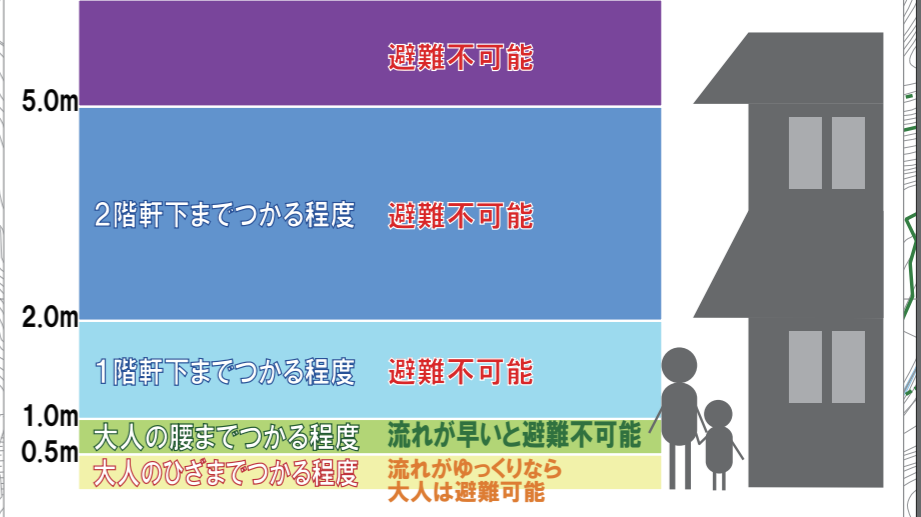 避難不可能
5.0m
2階軒下までつかる程度 避難不可能
2.0m
1階軒下までつかる程度 避難不可能
1.0m
大人の腰までつかる程度 流れが早いと避難不可能
0.5m
大人のひざまでつかる程度 流れがゆっくりなら
大人は避難可能